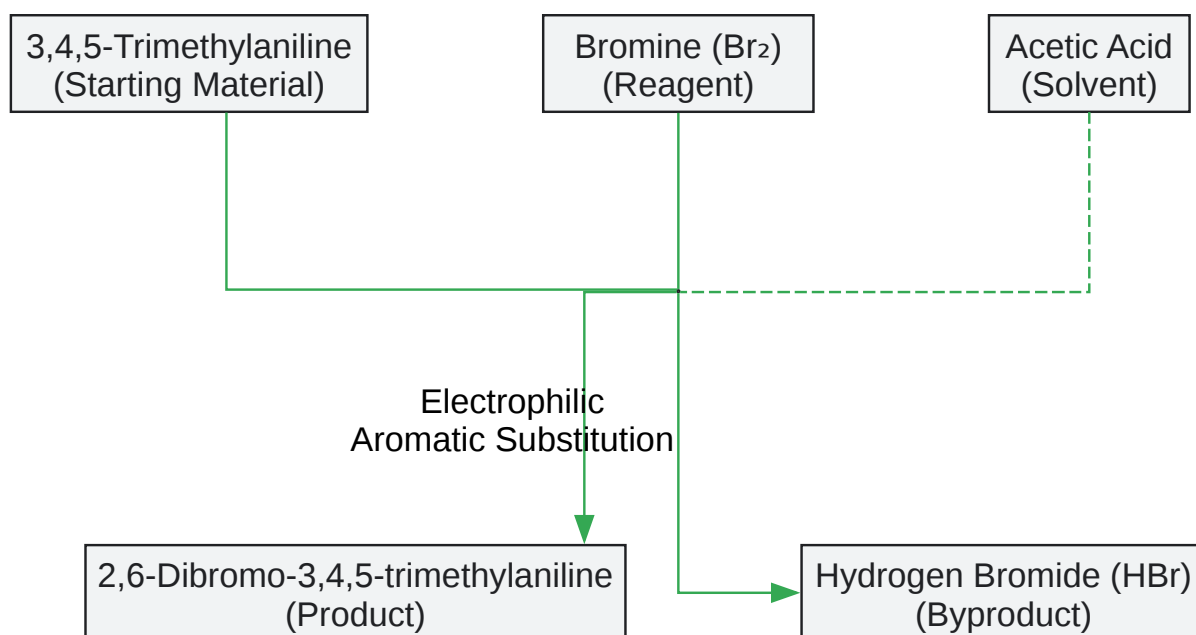 3,4,5-Trimethylaniline
(Starting Material)
Bromine (Br₂)
(Reagent)
Acetic Acid
(Solvent)
Electrophilic
Aromatic Substitution
2,6-Dibromo-3,4,5-trimethylaniline
(Product)
Hydrogen Bromide (HBr)
(Byproduct)